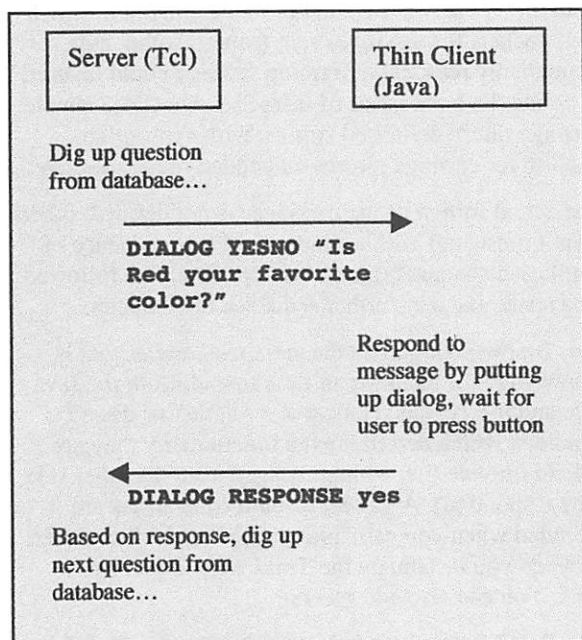 Server (Tcl)
Thin Client
(Java)
Dig up question
from database…
DIALOG YESNO “Is
Red your favorite
color?”
Respond to
message by putting
up dialog, wait for
user to press button
DIALOG RESPONSE yes
Based on response, dig up
next question from
database…